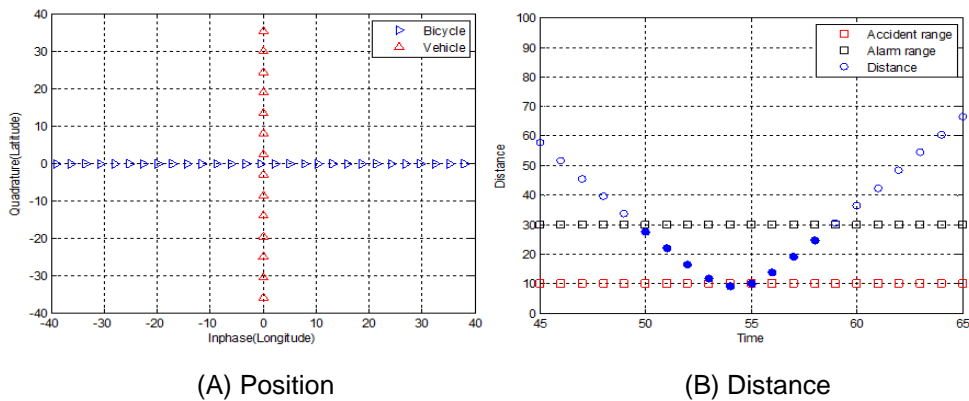 40
30
20
10
0
-10
-20
-30
-40
Quadrature(Latitude)
Bicycle
Vehicle
-40 -30 -20 -10 0 10 20 30 40
Inphase(Longitude)
(A) Position
100
90
80
70
60
50
40
30
20
10
0
Distance
Accident range
Alarm range
Distance
45 50 55 60 65
Time
(B) Distance